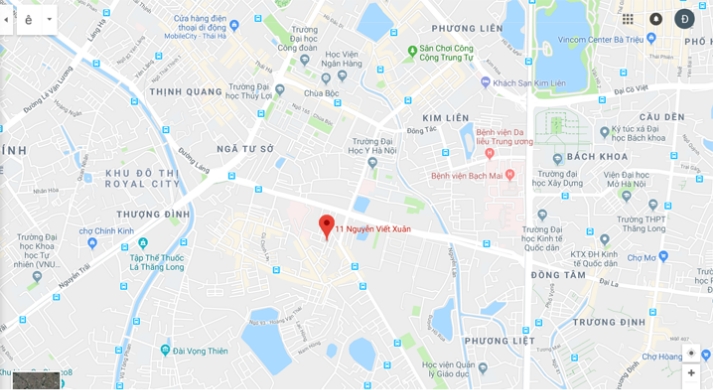 ê
Đ
Cửa hàng điện
thoại di động
MobileCity - Thái Hà
Trường
Đại học
Công đoàn
Học Viện
Ngân Hàng
Sân Chơi Công
Cộng Trung Tự
PHƯƠNG LIÊN
Vincom Center Bà Triệu
PHỐ H
Láng Hạ
Đường La Văn Lương
THỊNH QUANG
Trường Đại
học Thủy Lợi
Chùa Bộc
Khách Sạn Kim Liên
Đại Cồ Việt
CẦU DỀN
KIM LIÊN
Đông Tác
Bệnh viện Da
liễu Trung ương
Ký túc xá Đại
học Bách Khoa
NGÃ TƯ SỞ
Trường Đại
Học Y Hà Nội
ÍNH
Đường Láng
BÁCH KHOA
KHU ĐÔ THỊ
ROYAL CITY
Bệnh viện Bạch Mai
Trường đại
học Xây Dựng
Viện Đại học
Mở Hà Nội
THƯỢNG ĐÌNH
11 Nguyễn Viết Xuân
Trường THPT
Thăng Long
chợ Chính Kinh
Trường Đại
học Khoa
học Tự
nhiên (VNU...
Tập Thể Thuốc
Lá Thăng Long
Nguyễn Trãi
Trường Đại
học Kinh tế
Quốc dân
KTX ĐH Kinh
tế Quốc dân
Chợ Mơ
ĐỒNG TÂM
Đại La
Trường
TRƯƠNG ĐỊNH
PHƯƠNG LIỆT
Đài Vọng Thiên
Học viện Quản
lý Giáo dục
Chợ Hoàng
+